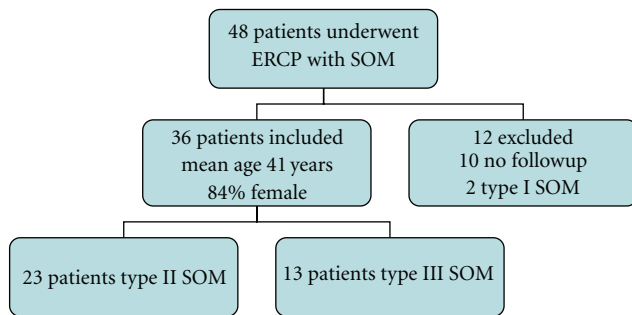 48 patients underwent
ERCP with SOM
36 patients included
mean age 41 years
84% female
12 excluded
10 no followup
2 type I SOM
23 patients type II SOM
13 patients type III SOM